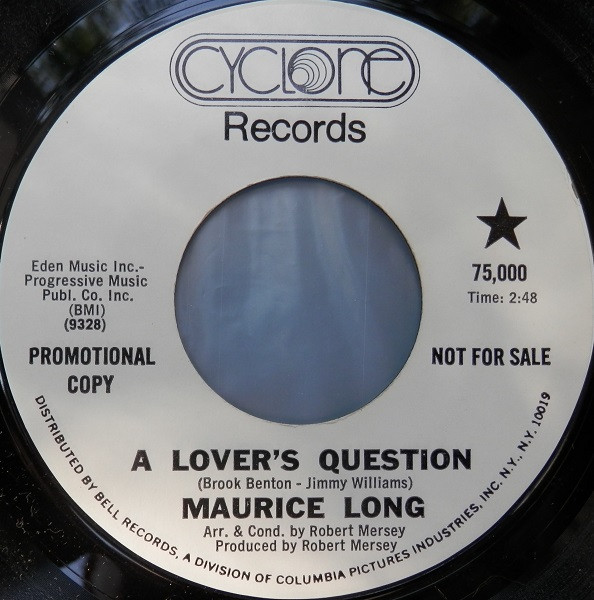 CYCLONE
Records
Eden Music Inc.-
Progressive Music
Publ. Co. Inc.
(BMI)
(9328)
PROMOTIONAL
COPY
75,000
Time: 2:48
NOT FOR SALE
A LOVER'S QUESTION
(Brook Benton - Jimmy Williams)
MAURICE LONG
Arr. & Cond. by Robert Mersey
Produced by Robert Mersey
DISTRIBUTED BY BELL RECORDS, A DIVISION OF COLUMBIA PICTURES INDUSTRIES, INC. N.Y., N.Y. 10019